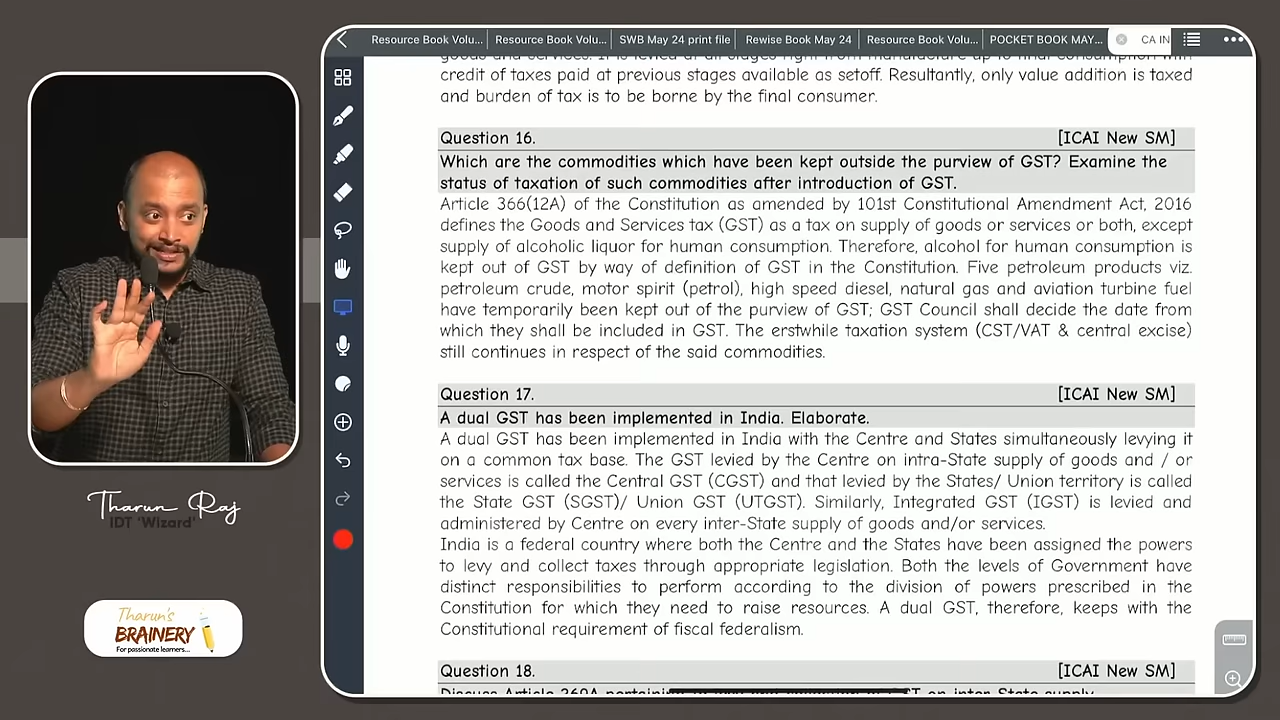 Resource Book Volu... Resource Book Volu... SWB May 24 print file Rewise Book May 24 Resource Book Volu... POCKET BOOK MAY... CA IN
credit of taxes paid at previous stages available as setoff. Resultantly, only value addition is taxed
and burden of tax is to be borne by the final consumer.
Question 16. [ICAI New SM]
Which are the commodities which have been kept outside the purview of GST? Examine the
status of taxation of such commodities after introduction of GST.
Article 366(12A) of the Constitution as amended by 101st Constitutional Amendment Act, 2016
defines the Goods and Services tax (GST) as a tax on supply of goods or services or both, except
supply of alcoholic liquor for human consumption. Therefore, alcohol for human consumption is
kept out of GST by way of definition of GST in the Constitution. Five petroleum products viz.
petroleum crude, motor spirit (petrol), high speed diesel, natural gas and aviation turbine fuel
have temporarily been kept out of the purview of GST; GST Council shall decide the date from
which they shall be included in GST. The erstwhile taxation system (CST/VAT & central excise)
still continues in respect of the said commodities.
Question 17. [ICAI New SM]
A dual GST has been implemented in India. Elaborate.
A dual GST has been implemented in India with the Centre and States simultaneously levying it
on a common tax base. The GST levied by the Centre on intra-State supply of goods and / or
services is called the Central GST (CGST) and that levied by the States/ Union territory is called
the State GST (SGST)/ Union GST (UTGST). Similarly, Integrated GST (IGST) is levied and
administered by Centre on every inter-State supply of goods and/or services.
India is a federal country where both the Centre and the States have been assigned the powers
to levy and collect taxes through appropriate legislation. Both the levels of Government have
distinct responsibilities to perform according to the division of powers prescribed in the
Constitution for which they need to raise resources. A dual GST, therefore, keeps with the
Constitutional requirement of fiscal federalism.
Question 18. [ICAI New SM]
Discuss Article 269A GST on inter-State supply.
Tharun Raj
IDT 'Wizard'
Tharun's
BRAINERY
For passionate learners...